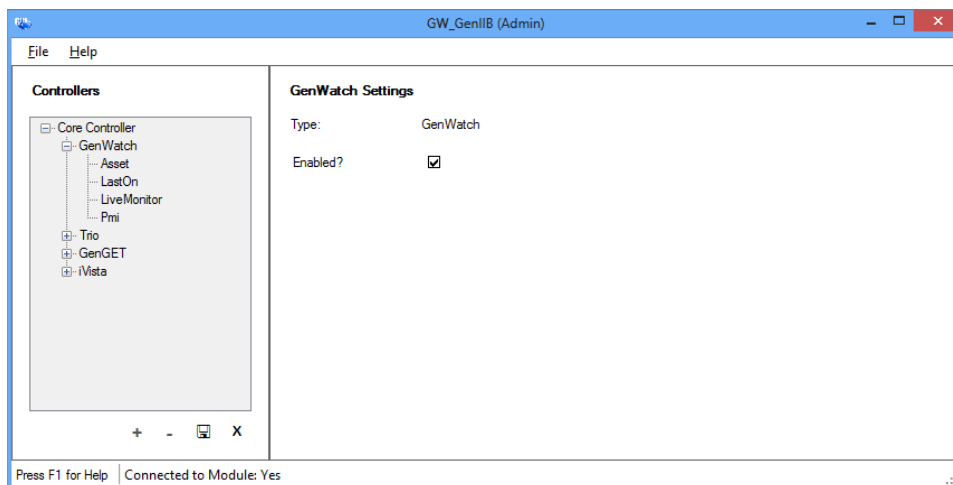 GW_GenIIB (Admin)
File Help
Controllers
Core Controller
GenWatch
Asset
LastOn
LiveMonitor
Pmi
Trio
GenGET
iVista
+ - X
GenWatch Settings
Type: GenWatch
Enabled?
Press F1 for Help Connected to Module: Yes